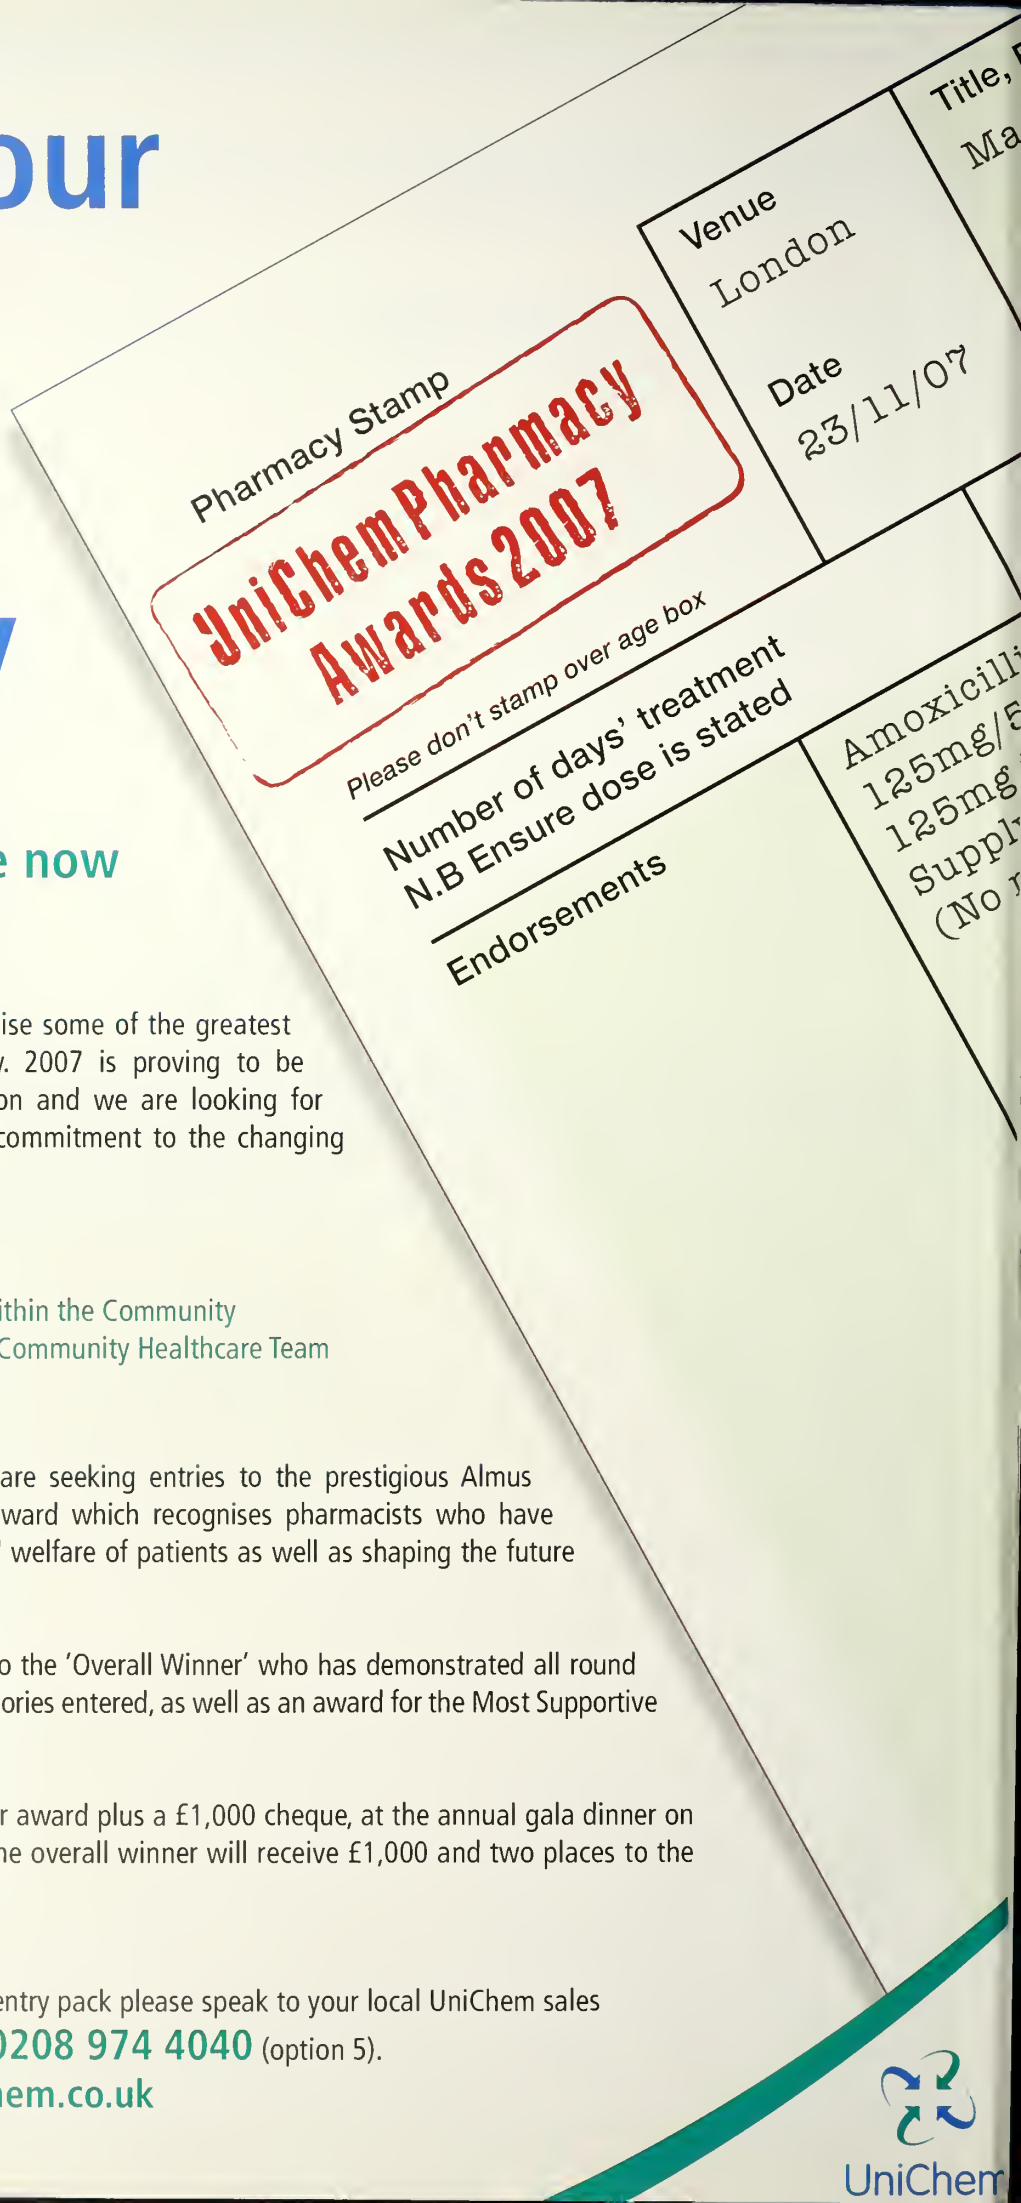 our
y
e now
ise some of the greatest
y. 2007 is proving to be
on and we are looking for
commitment to the changing
ithin the Community
Community Healthcare Team
are seeking entries to the prestigious Almus
ward which recognises pharmacists who have
' welfare of patients as well as shaping the future
o the 'Overall Winner' who has demonstrated all round
ories entered, as well as an award for the Most Supportive
r award plus a £1,000 cheque, at the annual gala dinner on
he overall winner will receive £1,000 and two places to the
entry pack please speak to your local UniChem sales
0208 974 4040 (option 5).
hem.co.uk
Pharmacy Stamp
UniChem Pharmacy
Awards 2007
Please don't stamp over age box
Number of days' treatment
N.B Ensure dose is stated
Endorsements
Venue
London
Date
23/11/07
Title,
Ma
Amoxicilli
125mg/5
125mg
Supply
(No
UniChem